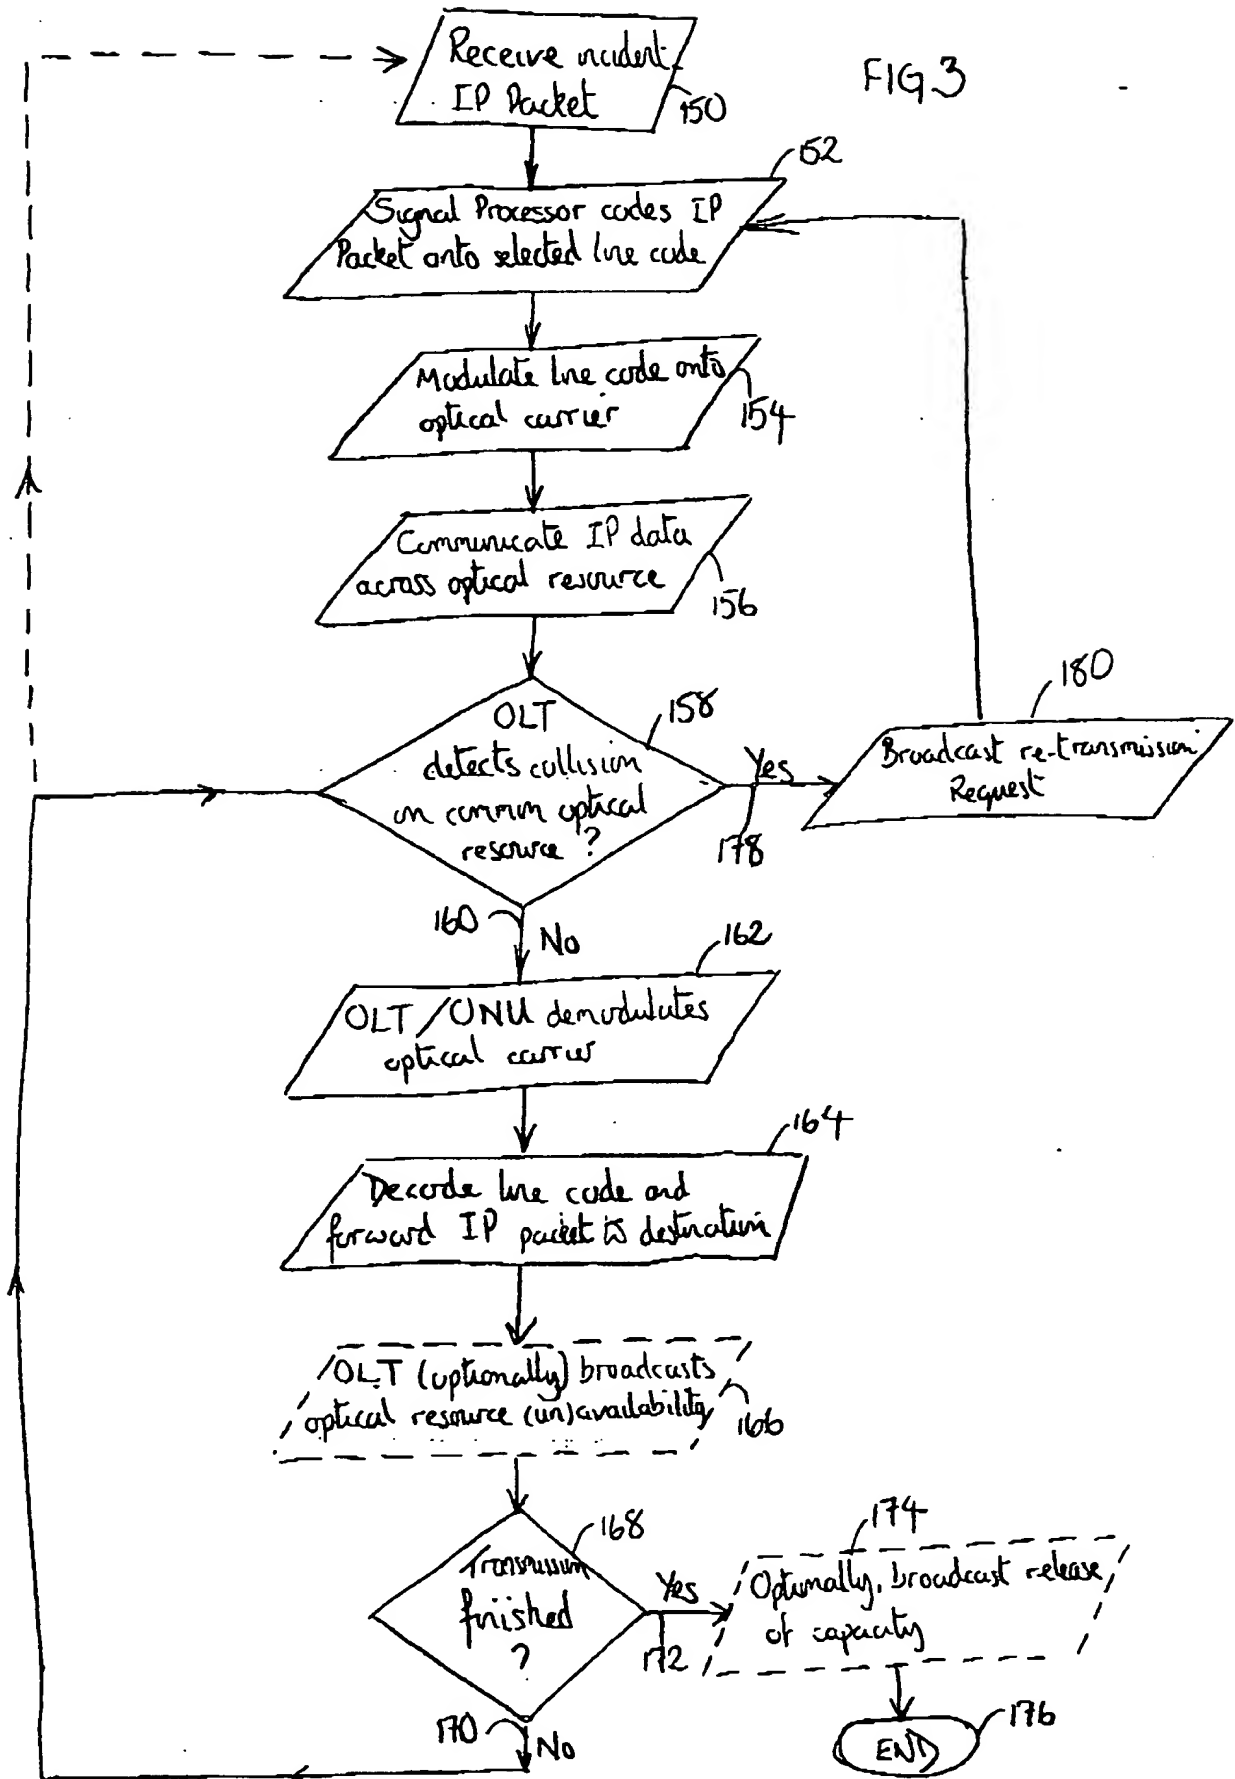 FIG 3
Receive incident
IP Packet
150
152
Signal Processor codes IP
Packet onto selected line code
Modulate line code onto
optical carrier
154
Communicate IP data
across optical resource
156
OLT
detects collision
on common optical
resource ?
158
Yes
178
180
Broadcast re-transmission
Request
160
No
162
OLT / ONU demodulates
optical carrier
164
Decode line code and
forward IP packet to destination
OLT (optionally) broadcasts
optical resource (un)availability
166
168
Transmission
finished
?
Yes
172
174
Optionally, broadcast release
of capacity
170
No
END
176